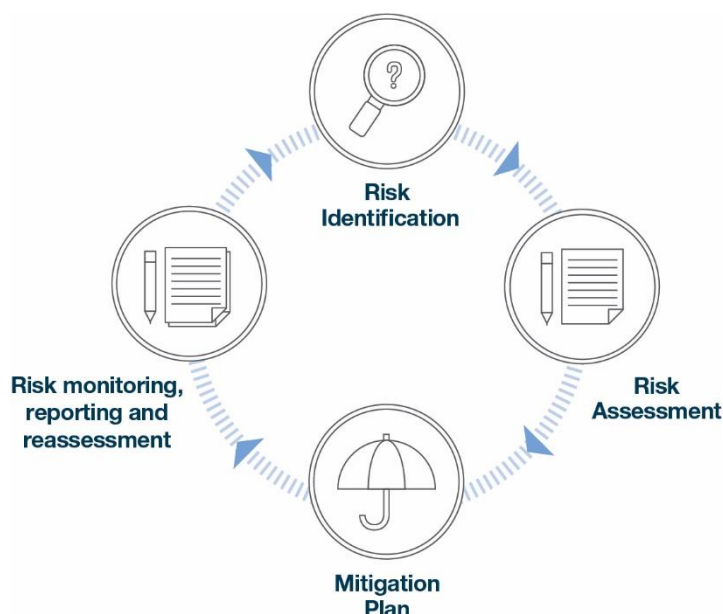 ?
Risk
Identification
Risk
Assessment
Mitigation
Plan
Risk monitoring,
reporting and
reassessment